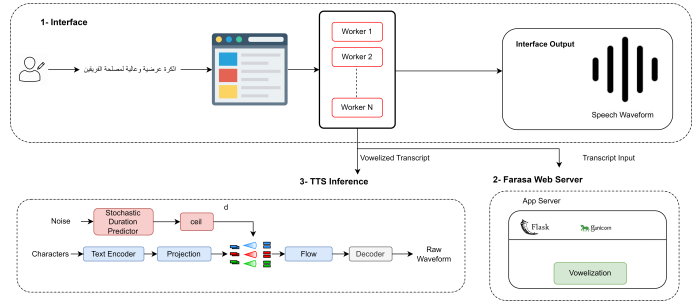 1- Interface
الكرة عرضية وعالية لمصلحة الفريقين
Worker 1
Worker 2
Worker N
Interface Output
Speech Waveform
Vowelized Transcript
Transcript Input
3- TTS Inference
2- Farasa Web Server
d
Noise
Stochastic
Duration
Predictor
ceil
Characters
Text Encoder
Projection
Flow
Decoder
Raw
Waveform
App Server
Flask
gunicorn
Vowelization